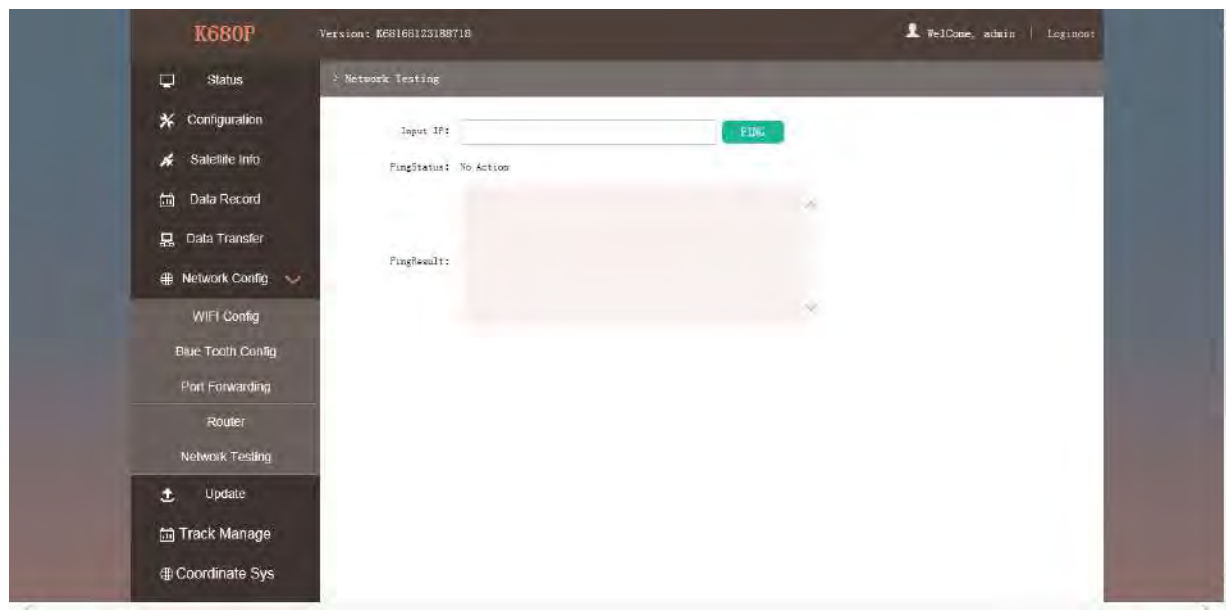 K680P
Version: K68168123188718
WelCome, admin | Loginout
Status
Configuration
Satellite Info
Data Record
Data Transfer
Network Config
WIFI Config
Blue Tooth Config
Port Forwarding
Router
Network Testing
Update
Track Manage
Coordinate Sys
> Network Testing
Input IP:
PING
PingStatus: No Action
PingResult: